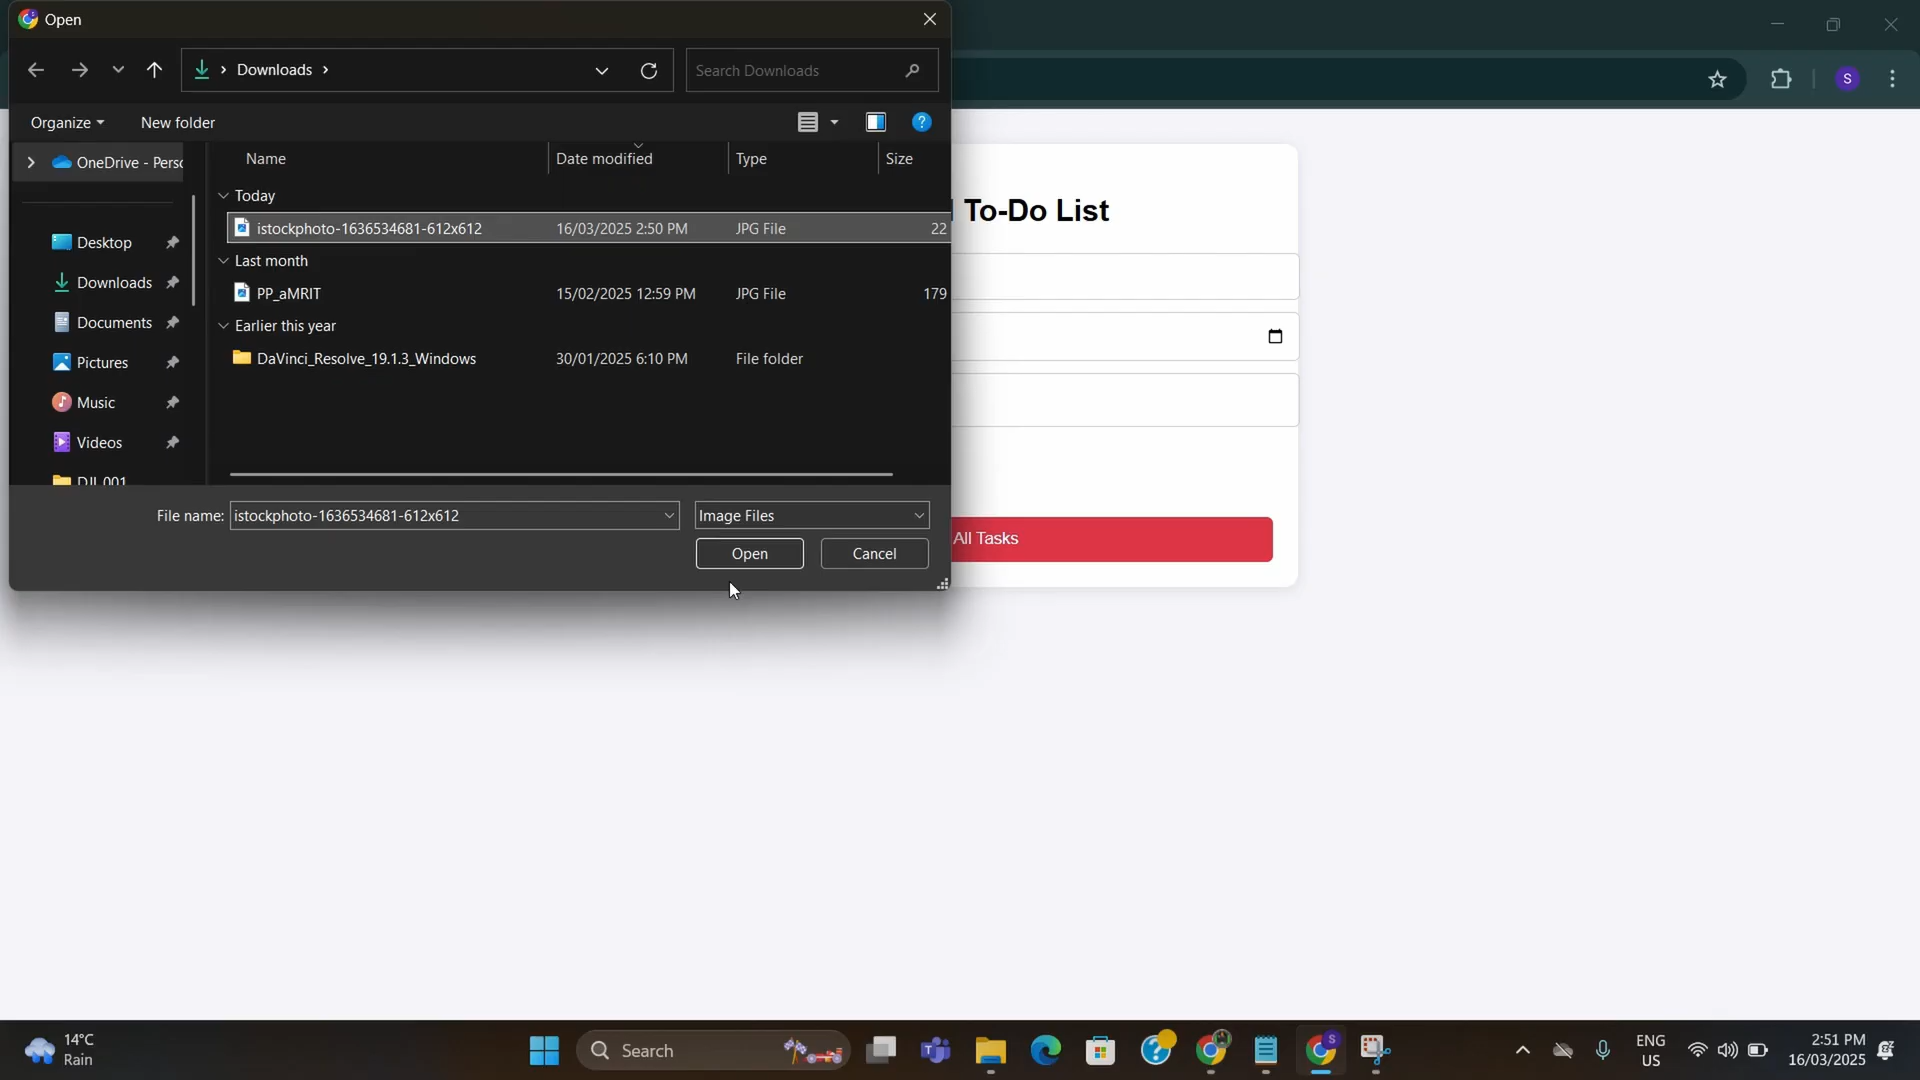 Open
Downloads
Search Downloads
Organize
New folder
OneDrive - Perso
Name
Date modified
Type
Size
Today
istockphoto-1636534681-612x612
16/03/2025 2:50 PM
JPG File
22
Last month
PP_aMRIT
15/02/2025 12:59 PM
JPG File
179
Earlier this year
DaVinci_Resolve_19.1.3_Windows
30/01/2025 6:10 PM
File folder
Desktop
Downloads
Documents
Pictures
Music
Videos
DJI_001
File name:
istockphoto-1636534681-612x612
Image Files
Open
Cancel
S
To-Do List
All Tasks
14°C
Rain
Search
ENG
US
2:51 PM
16/03/2025